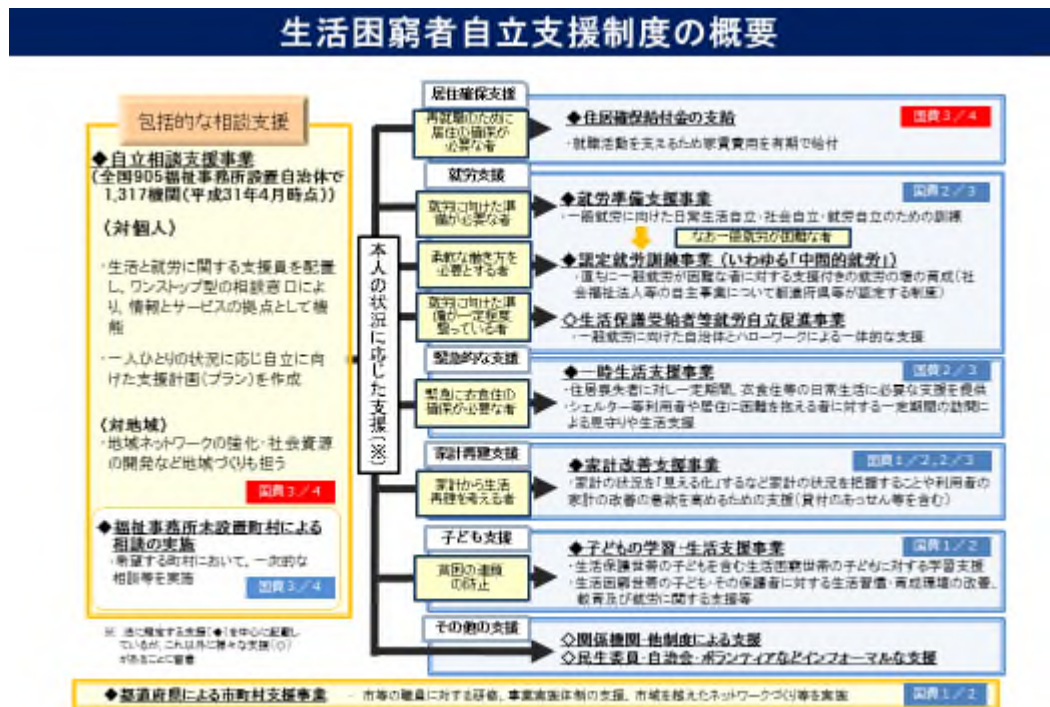 生活困窮者自立支援制度の概要
包括的な相談支援
◆自立相談支援事業
(全国905福祉事務所設置自治体で
1,317機関(平成31年4月時点))
〈対個人〉
・生活と就労に関する支援員を配置
し、ワンストップ型の相談窓口によ
り、情報とサービスの拠点として機
能
・一人ひとりの状況に応じ自立に向
けた支援計画(プラン)を作成
〈対地域〉
・地域ネットワークの強化・社会資源
の開発など地域づくりも担う
国費3/4
◆福祉事務所未設置町村による
相談の実施
・希望する町村において、一次的な
相談等を実施
国費3/4
※ 法に規定する支援(◆)を中心に記載し
ているが、これ以外に様々な支援(◇)
があることに留意
本人の状況に応じた支援(※)
居住確保支援
再就職のために
居住の確保が
必要な者
◆住居確保給付金の支給
国費3/4
・就職活動を支えるため家賃費用を有期で給付
就労支援
就労に向けた準
備が必要な者
◆就労準備支援事業
国費2/3
・一般就労に向けた日常生活自立・社会自立・就労自立のための訓練
なお一般就労が困難な者
柔軟な働き方を
必要とする者
◆認定就労訓練事業(いわゆる「中間的就労」)
・直ちに一般就労が困難な者に対する支援付きの就労の場の育成(社
会福祉法人等の自主事業について都道府県等が認定する制度)
就労に向けた準
備が一定程度
整っている者
◇生活保護受給者等就労自立促進事業
・一般就労に向けた自治体とハローワークによる一体的な支援
緊急的な支援
緊急に衣食住の
確保が必要な者
◆一時生活支援事業
国費2/3
・住居喪失者に対し一定期間、衣食住等の日常生活に必要な支援を提供
・シェルター等利用者や居住に困難を抱える者に対する一定期間の訪問に
よる見守りや生活支援
家計再建支援
家計から生活
再建を考える者
◆家計改善支援事業
国費1/2,2/3
・家計の状況を「見える化」するなど家計の状況を把握することや利用者の
家計の改善の意欲を高めるための支援(貸付のあっせん等を含む)
子ども支援
貧困の連鎖
の防止
◆子どもの学習・生活支援事業
国費1/2
・生活保護世帯の子どもを含む生活困窮世帯の子どもに対する学習支援
・生活困窮世帯の子ども・その保護者に対する生活習慣・育成環境の改善、
教育及び就労に関する支援等
その他の支援
◇関係機関・他制度による支援
◇民生委員・自治会・ボランティアなどインフォーマルな支援
◆都道府県による市町村支援事業
・市等の職員に対する研修、事業実施体制の支援、市域を越えたネットワークづくり等を実施
国費1/2